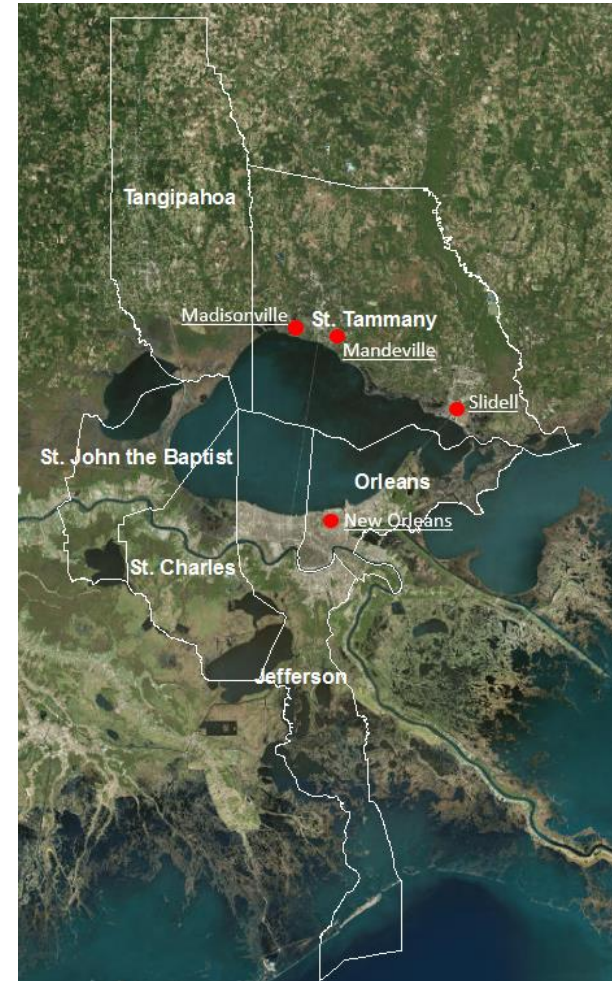 Tangipahoa
Madisonville
St. Tammany
Mandeville
Slidell
St. John the Baptist
Orleans
New Orleans
St. Charles
Jefferson